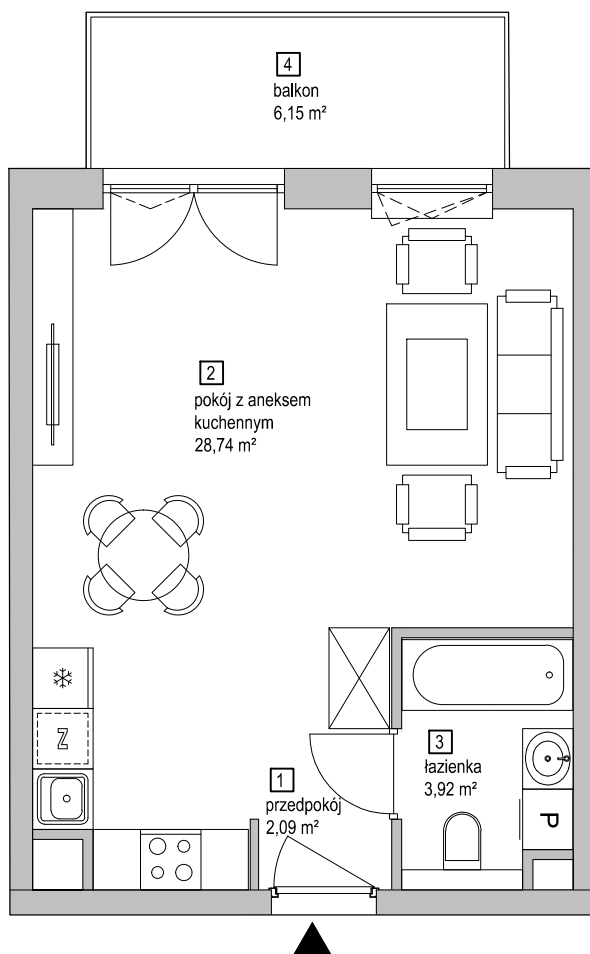 4
balkon
6,15 m²
2
pokój z aneksem
kuchennym
28,74 m²
Z
3
łazienka
3,92 m²
1
przedpokój
2,09 m²
P